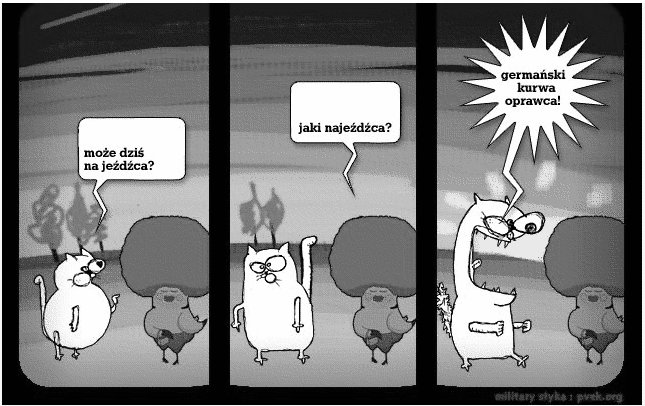 może dziś
na jeźdźca?
jaki najeźdźca?
germański
kurwa
oprawca!
military styka : pvek.org